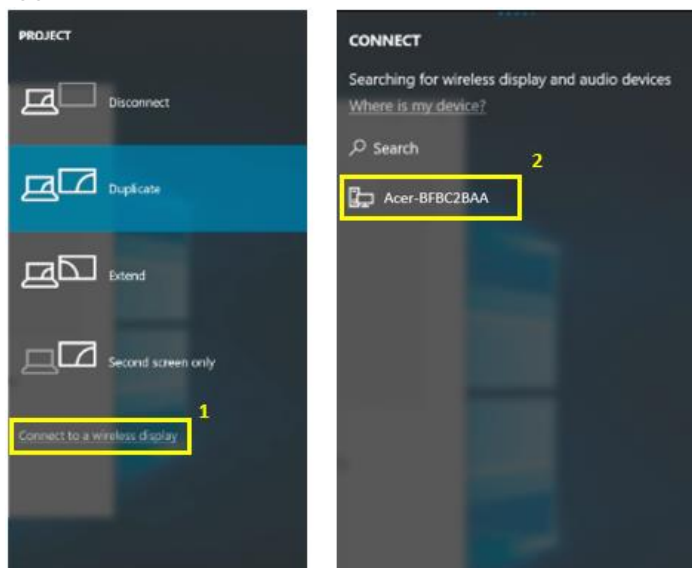 PROJECT
Disconnect
Duplicate
Extend
Second screen only
1
Connect to a wireless display
CONNECT
Searching for wireless display and audio devices
Where is my device?
Search
2
Acer-BFBC2BAA